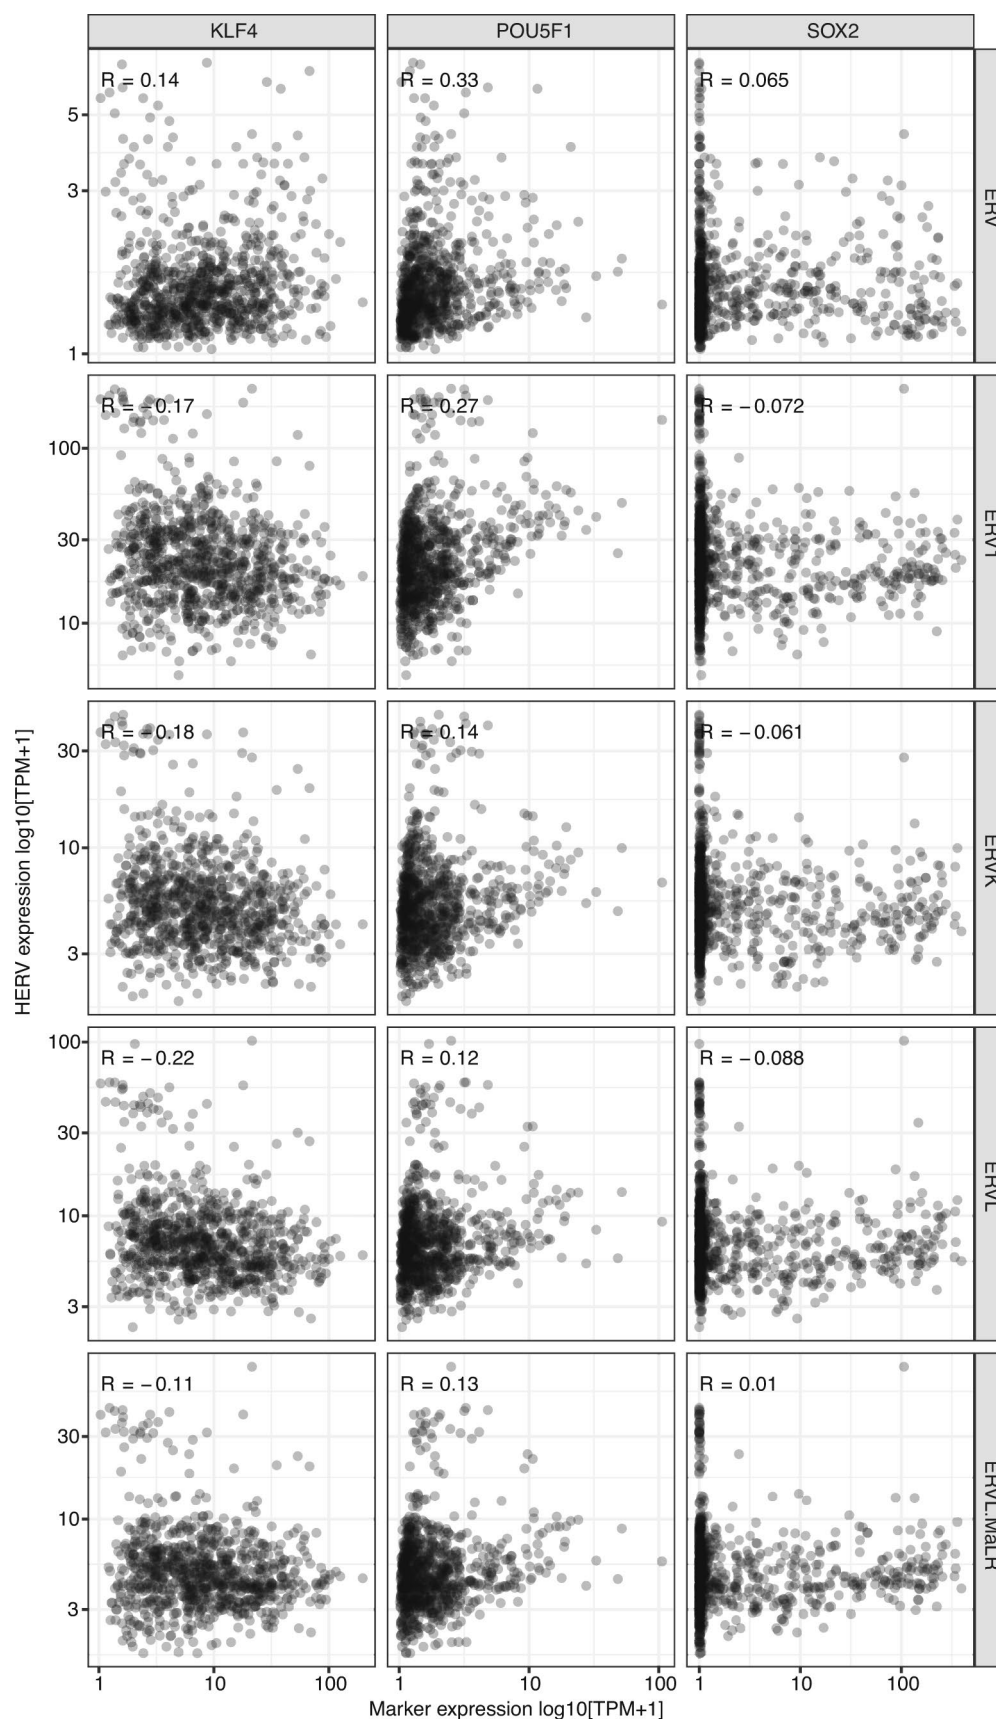 KLF4 POU5F1 SOX2
R = 0.14 R = 0.33 R = 0.065
5
3
1
ERV
R = −0.17 R = 0.27 R = −0.072
100
30
10
ERV1
R = −0.18 R = 0.14 R = −0.061
30
10
3
ERVK
HERV expression log10[TPM+1]
R = −0.22 R = 0.12 R = −0.088
100
30
10
3
ERVL
R = −0.11 R = 0.13 R = 0.01
30
10
3
ERVL.MaLR
1 10 100 1 10 100 1 10 100
Marker expression log10[TPM+1]